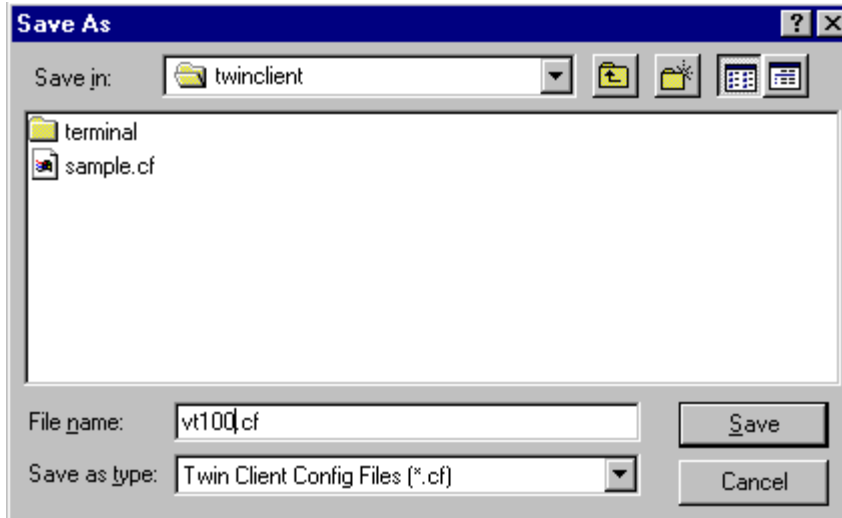 Save As
Save in: twinclient
terminal
sample.cf
File name: vt100.cf Save
Save as type: Twin Client Config Files (*.cf) Cancel